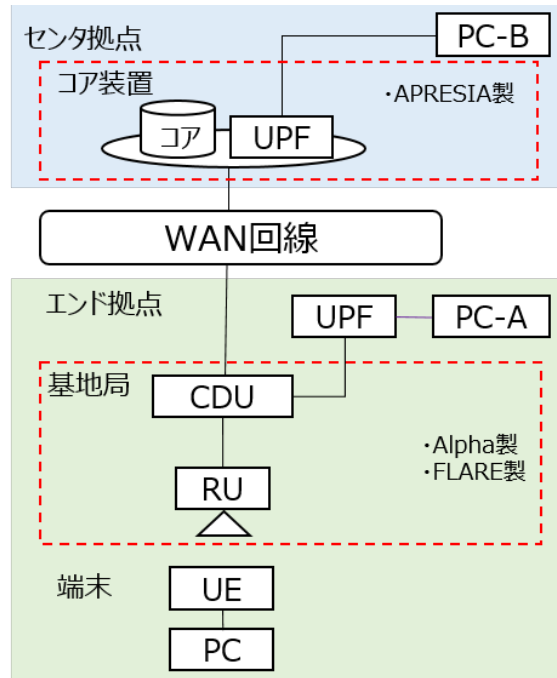 センタ拠点
PC-B
コア装置
・APRESIA製
コア
UPF
WAN回線
エンド拠点
UPF
PC-A
基地局
CDU
・Alpha製
・FLARE製
RU
端末
UE
PC